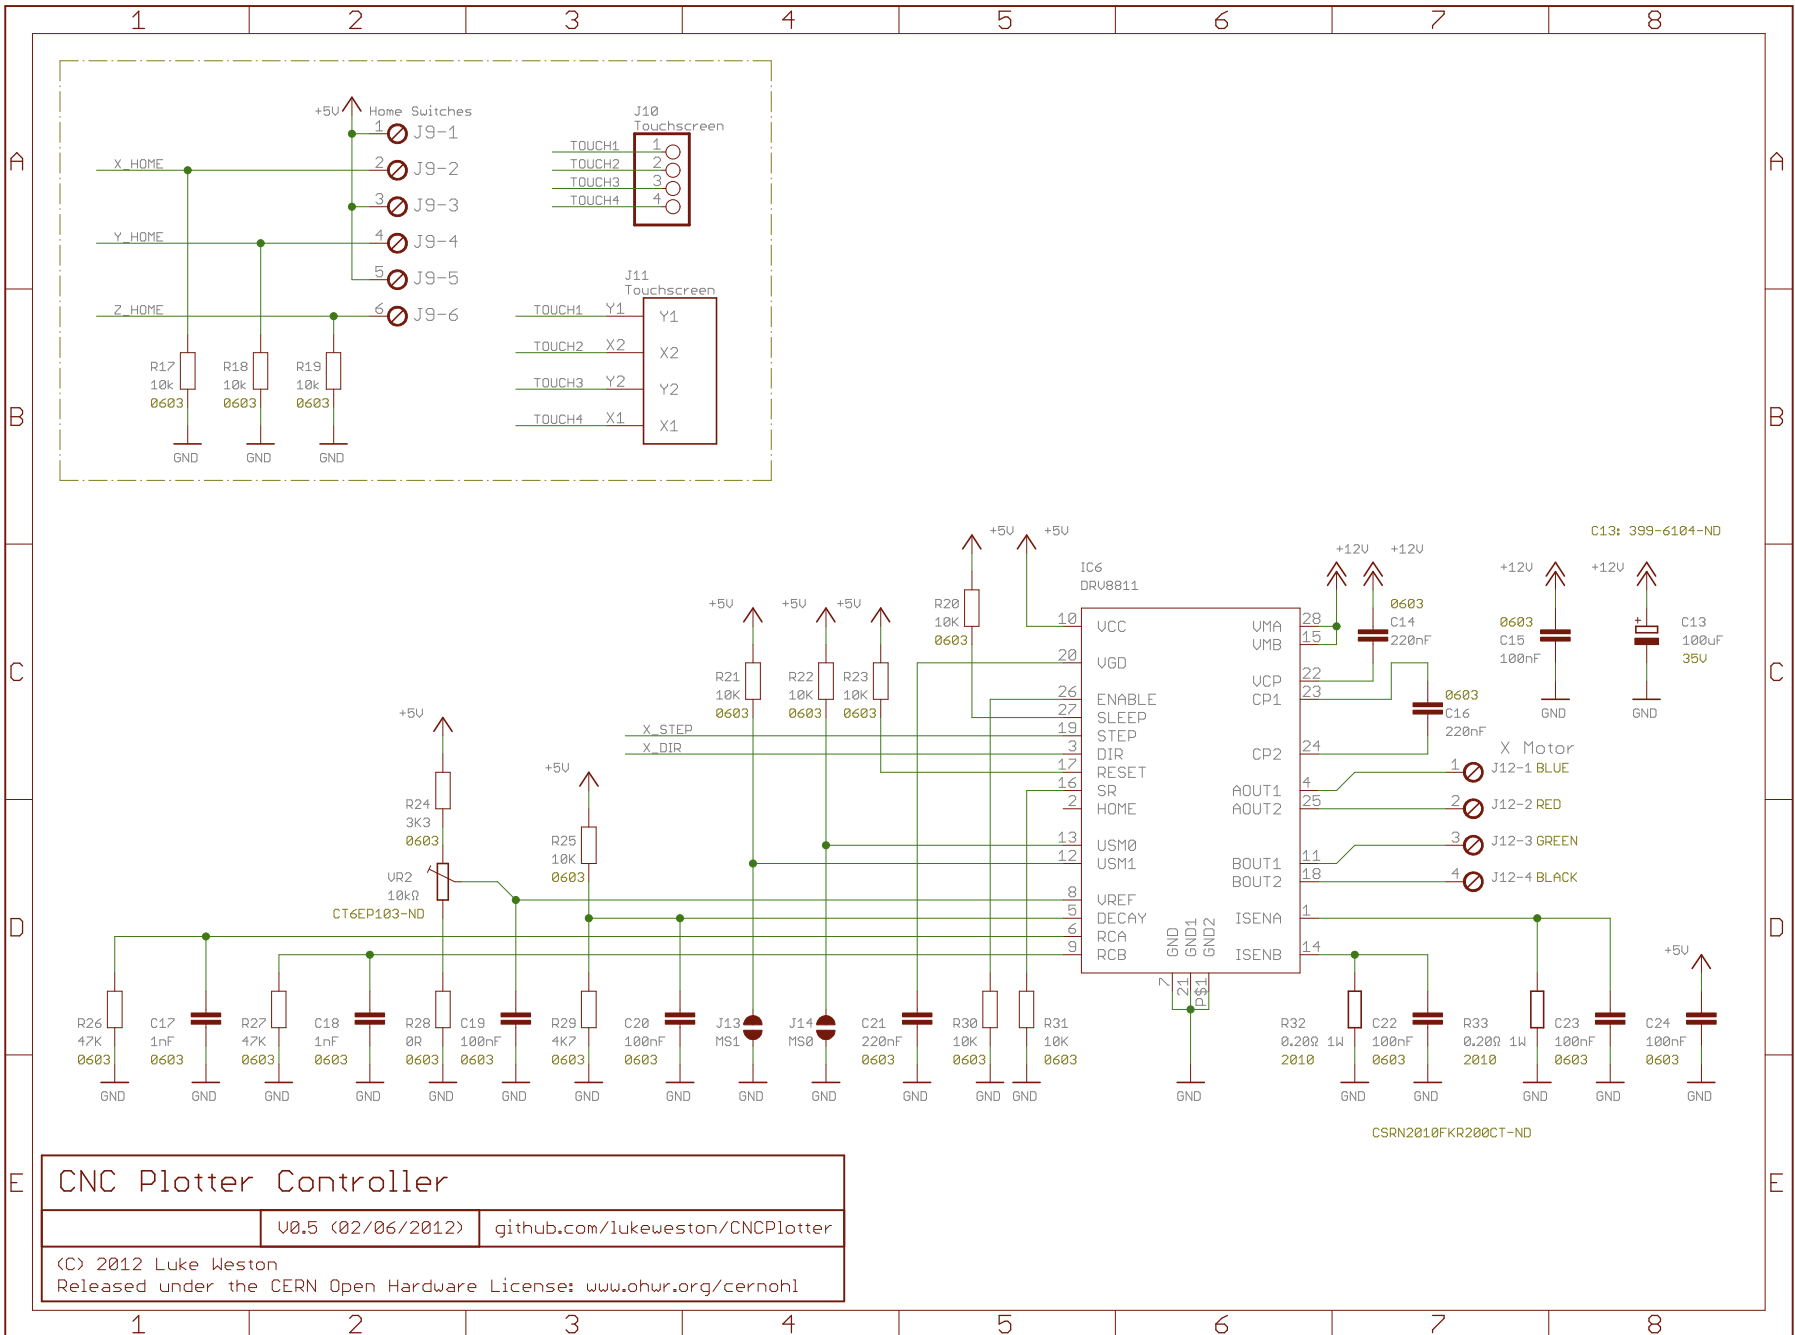 1 2 3 4 5 6 7 8
A A
B B
C C
D D
E E
+5V Home Switches
1 J9-1
X_HOME 2 J9-2
3 J9-3
Y_HOME 4 J9-4
5 J9-5
Z_HOME 6 J9-6
R17
10k
0603
GND
R18
10k
0603
GND
R19
10k
0603
GND
J10
Touchscreen
TOUCH1 1
TOUCH2 2
TOUCH3 3
TOUCH4 4
J11
Touchscreen
TOUCH1 Y1 Y1
TOUCH2 X2 X2
TOUCH3 Y2 Y2
TOUCH4 X1 X1
+5V +5V
C13: 399-6104-ND
IC6
DRV8811
+12V +12V
+12V
+12V
R20
10K
0603
+5V +5V +5V
R21
10K
0603
R22
10K
0603
R23
10K
0603
10 VCC
20 VGD
26 ENABLE
27 SLEEP
X_STEP 19 STEP
X_DIR 3 DIR
17 RESET
16 SR
2 HOME
13 USM0
12 USM1
8 VREF
5 DECAY
6 RCA
9 RCB
VMA 28
VMB 15
VCP 22
CP1 23
CP2 24
AOUT1 4
AOUT2 25
BOUT1 11
BOUT2 18
ISENA 1
ISENB 14
GND 7
GND1 21
GND2 P$1
0603
C14
220nF
0603
C16
220nF
0603
C15
100nF
GND
+
C13
100uF
35V
GND
X Motor
1 J12-1 BLUE
2 J12-2 RED
3 J12-3 GREEN
4 J12-4 BLACK
+5V
R24
3K3
0603
VR2
10kΩ
CT6EP103-ND
+5V
R25
10K
0603
+5V
R26
47K
0603
GND
C17
1nF
0603
GND
R27
47K
0603
GND
C18
1nF
0603
GND
R28
0R
0603
GND
C19
100nF
0603
GND
R29
4K7
0603
GND
C20
100nF
0603
GND
J13
MS1
GND
J14
MS0
GND
C21
220nF
0603
GND
R30
10K
0603
GND
R31
10K
0603
GND
GND
R32
0.20Ω 1W
2010
GND
C22
100nF
0603
GND
R33
0.20Ω 1W
2010
GND
C23
100nF
0603
GND
C24
100nF
0603
GND
CSRN2010FKR200CT-ND
CNC Plotter Controller
V0.5 (02/06/2012) github.com/lukeweston/CNCPlotter
(C) 2012 Luke Weston
Released under the CERN Open Hardware License: www.ohwr.org/cernohl
1 2 3 4 5 6 7 8